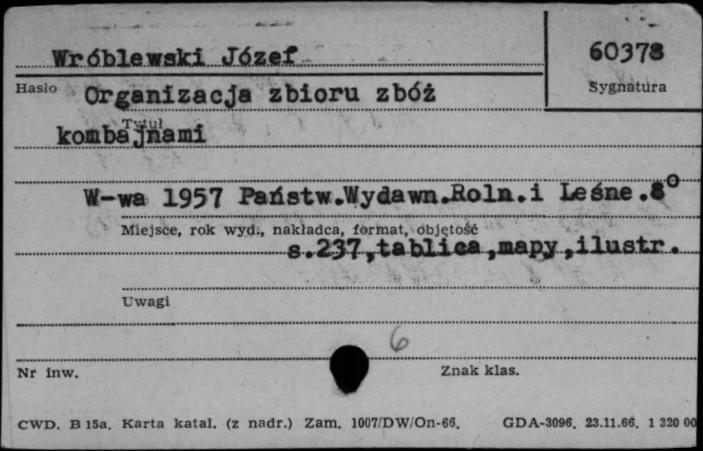 Wróblewski Józef
60378
Sygnatura
Hasło
Organizacja zbioru zbóż
Tytuł
kombajnami
W-wa 1957 Państw.Wydawn.Roln.i Leśne.8°
Miejsce, rok wyd., nakładca, format, objętość
s.237,tablica,mapy,ilustr.
Uwagi
6
Nr inw.
Znak klas.
CWD. B 15a. Karta katal. (z nadr.) Zam. 1007/DW/On-66. GDA-3096. 23.11.66. 1 320 00